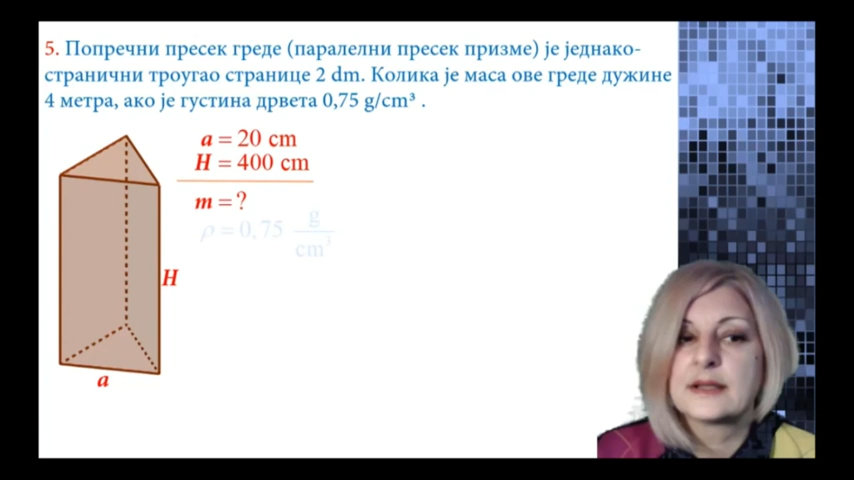 5. Попречни пресек греде (паралелни пресек призме) је једнако-
странични троугао странице 2 dm. Колика је маса ове греде дужине
4 метра, ако је густина дрвета 0,75 g/cm³ .
a = 20 cm
H = 400 cm
m = ?
ρ = 0,75 g/cm³
H
a